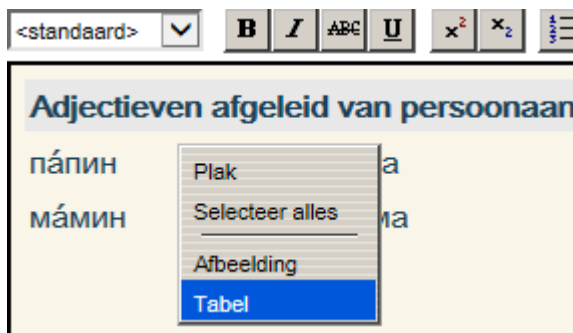 <standaard> B I ABC U x² x₂
Adjectieven afgeleid van persoonaan
па́пин а
ма́мин ма
Plak
Selecteer alles
Afbeelding
Tabel